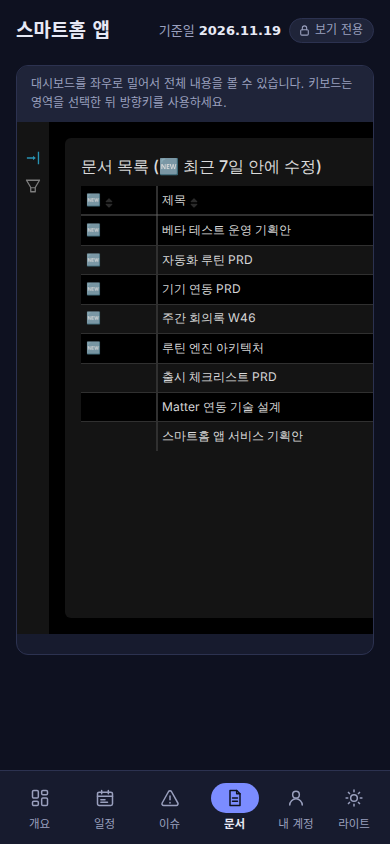 스마트홈 앱
기준일 2026.11.19
보기 전용
대시보드를 좌우로 밀어서 전체 내용을 볼 수 있습니다. 키보드는
영역을 선택한 뒤 방향키를 사용하세요.
문서 목록 (🆕 최근 7일 안에 수정)
🆕 제목
🆕 베타 테스트 운영 기획안
🆕 자동화 루틴 PRD
🆕 기기 연동 PRD
🆕 주간 회의록 W46
🆕 루틴 엔진 아키텍처
출시 체크리스트 PRD
Matter 연동 기술 설계
스마트홈 앱 서비스 기획안
개요
일정
이슈
문서
내 계정
라이트